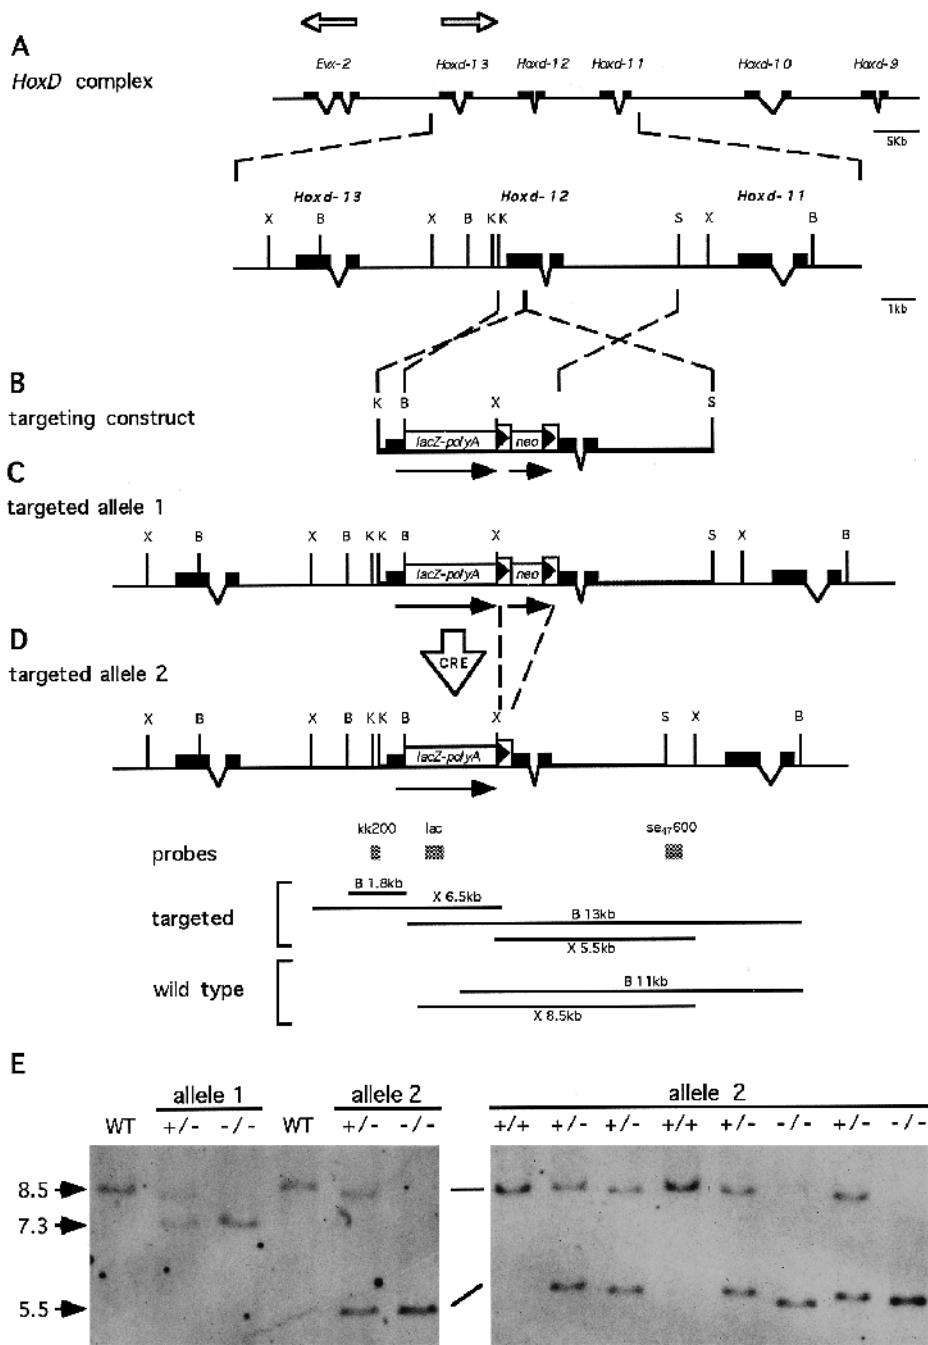 A
HoxD complex
Evx-2 Hoxd-13 Hoxd-12 Hoxd-11 Hoxd-10 Hoxd-9
5Kb
Hoxd-13 Hoxd-12 Hoxd-11
X B X B K K S X B
1kb
B
targeting construct
K B X S
lacZ-polyA neo
C
targeted allele 1
X B X B K K B X S X B
lacZ-polyA neo
D
targeted allele 2
CRE
X B X B K K B X S X B
lacZ-polyA
probes
kk200 lac se47600
targeted
B 1.8kb
X 6.5kb
B 13kb
X 5.5kb
wild type
B 11kb
X 8.5kb
E
allele 1 allele 2 allele 2
WT +/- -/- WT +/- -/- +/+ +/- +/- +/+ +/- -/- +/- -/-
8.5
7.3
5.5